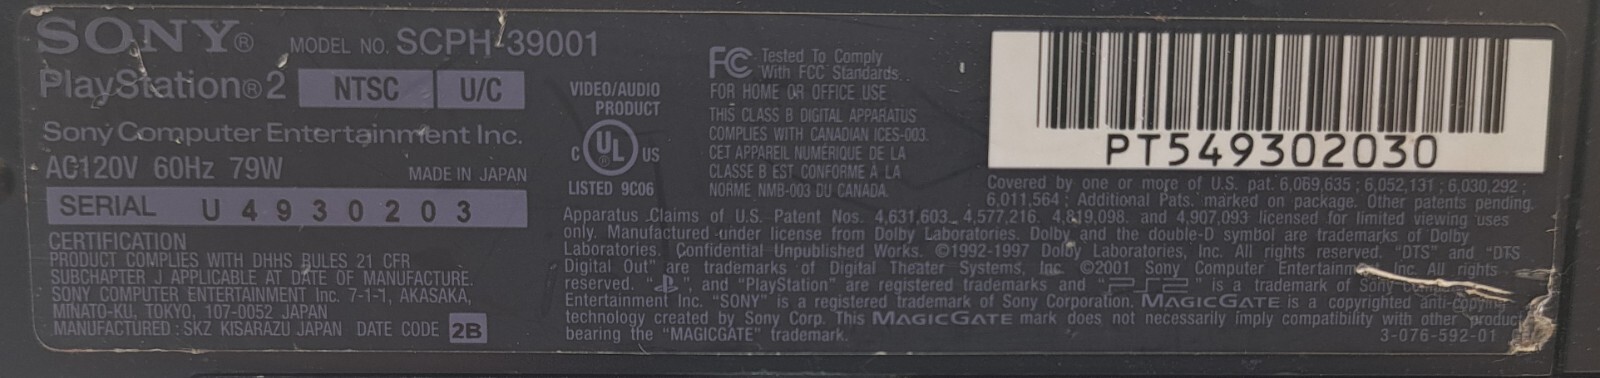 SONY® MODEL NO. SCPH-39001
PlayStation®2 NTSC U/C
Sony Computer Entertainment Inc.
AC120V 60Hz 79W MADE IN JAPAN
SERIAL U4930203
CERTIFICATION
PRODUCT COMPLIES WITH DHHS RULES 21 CFR
SUBCHAPTER J APPLICABLE AT DATE OF MANUFACTURE.
SONY COMPUTER ENTERTAINMENT Inc. 7-1-1, AKASAKA,
MINATO-KU, TOKYO, 107-0052 JAPAN
MANUFACTURED : SKZ KISARAZU JAPAN DATE CODE 2B
VIDEO/AUDIO
PRODUCT
C UL® US
LISTED 9C06
FC Tested To Comply
With FCC Standards
FOR HOME OR OFFICE USE
THIS CLASS B DIGITAL APPARATUS
COMPLIES WITH CANADIAN ICES-003.
CET APPAREIL NUMÉRIQUE DE LA
CLASSE B EST CONFORME À LA
NORME NMB-003 DU CANADA.
PT549302030
Covered by one or more of U.S. pat. 6,069,635 ; 6,052,131 ; 6,030,292 ;
6,011,564 ; Additional Pats. marked on package. Other patents pending.
Apparatus Claims of U.S. Patent Nos. 4,631,603, 4,577,216, 4,819,098, and 4,907,093 licensed for limited viewing uses
only. Manufactured under license from Dolby Laboratories. Dolby and the double-D symbol are trademarks of Dolby
Laboratories. Confidential Unpublished Works. ©1992-1997 Dolby Laboratories, Inc. All rights reserved. "DTS" and "DTS
Digital Out" are trademarks of Digital Theater Systems, Inc. ©2001 Sony Computer Entertainment Inc. All rights
reserved. " ", and "PlayStation" are registered trademarks and "PS2" is a trademark of Sony Computer
Entertainment Inc. "SONY" is a registered trademark of Sony Corporation. MAGICGATE is a copyrighted anti-copying
technology created by Sony Corp. This MAGICGATE mark does not necessarily imply compatibility with other products
bearing the "MAGICGATE" trademark.
3-076-592-01